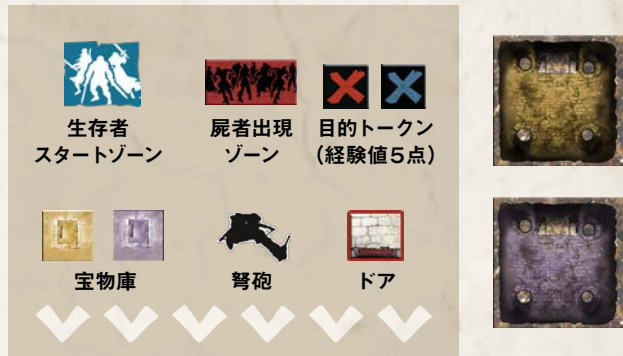 生存者
スタートゾーン
屍者出現
ゾーン
目的トークン
(経験値5点)
宝物庫
弩砲
ドア